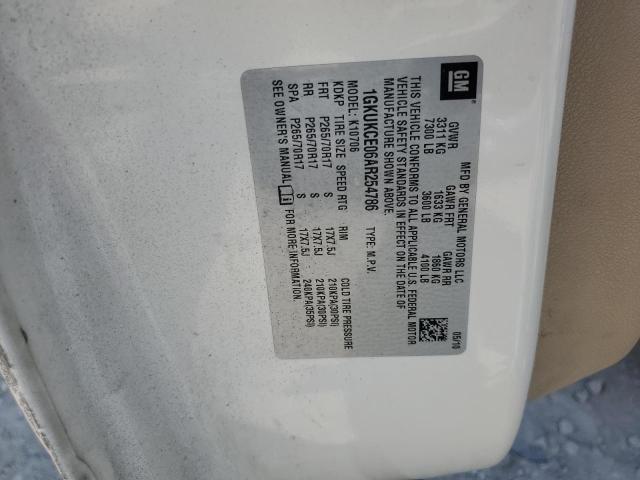 GM
®
MFD BY GENERAL MOTORS LLC 05/10
GVWR GAWR FRT GAWR RR
3311 KG 1633 KG 1860 KG
7300 LB 3600 LB 4100 LB
THIS VEHICLE CONFORMS TO ALL APPLICABLE U.S. FEDERAL MOTOR
VEHICLE SAFETY STANDARDS IN EFFECT ON THE DATE OF
MANUFACTURE SHOWN ABOVE.
1GKUKCE06AR254786 TYPE: M.P.V.
MODEL: K10706
KDKP TIRE SIZE SPEED RTG RIM COLD TIRE PRESSURE
FRT P265/70R17 S 17X7.5J 210KPA(30PSI)
RR P265/70R17 S 17X7.5J 210KPA(30PSI)
SPA P265/70R17 S 17X7.5J 240KPA(35PSI)
SEE OWNER'S MANUAL FOR MORE INFORMATION.